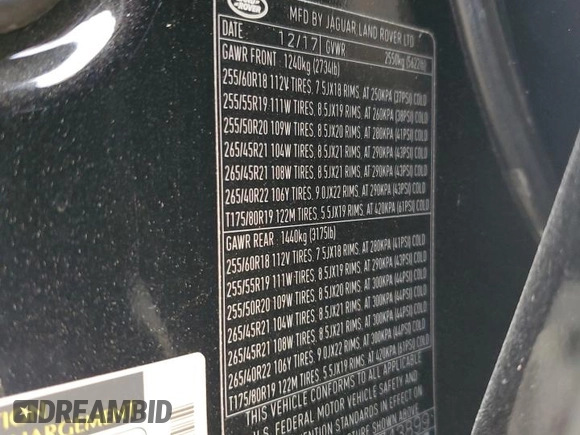 ROVER
MFD BY JAGUAR LAND ROVER LTD
DATE 12/17 GVWR 2550kg (5622lb)
GAWR FRONT: 1240kg (2734lb)
255/60R18 112V TIRES, 7.5JX18 RIMS, AT 250KPA (37PSI) COLD
255/55R19 111W TIRES, 8.5JX19 RIMS, AT 260KPA (38PSI) COLD
255/50R20 109W TIRES, 8.5JX20 RIMS, AT 280KPA (41PSI) COLD
265/45R21 104W TIRES, 8.5JX21 RIMS, AT 290KPA (43PSI) COLD
265/45R21 108W TIRES, 8.5JX21 RIMS, AT 290KPA (43PSI) COLD
265/40R22 106Y TIRES, 9.0JX22 RIMS, AT 290KPA (43PSI) COLD
T175/80R19 122M TIRES, 5.5JX19 RIMS, AT 420KPA (61PSI) COLD
GAWR REAR: 1440kg (3175lb)
255/60R18 112V TIRES, 7.5JX18 RIMS, AT 280KPA (41PSI) COLD
255/55R19 111W TIRES, 8.5JX19 RIMS, AT 290KPA (43PSI) COLD
255/50R20 109W TIRES, 8.5JX20 RIMS, AT 300KPA (44PSI) COLD
265/45R21 104W TIRES, 8.5JX21 RIMS, AT 300KPA (44PSI) COLD
265/45R21 108W TIRES, 8.5JX21 RIMS, AT 300KPA (44PSI) COLD
265/40R22 106Y TIRES, 9.0JX22 RIMS, AT 300KPA (44PSI) COLD
T175/80R19 122M TIRES, 5.5JX19 RIMS, AT 420KPA (61PSI) COLD
THIS VEHICLE CONFORMS TO ALL APPLICABLE
U.S. FEDERAL MOTOR VEHICLE SAFETY AND
PREVENTION STANDARDS IN EFFECT ON
DREAMBID